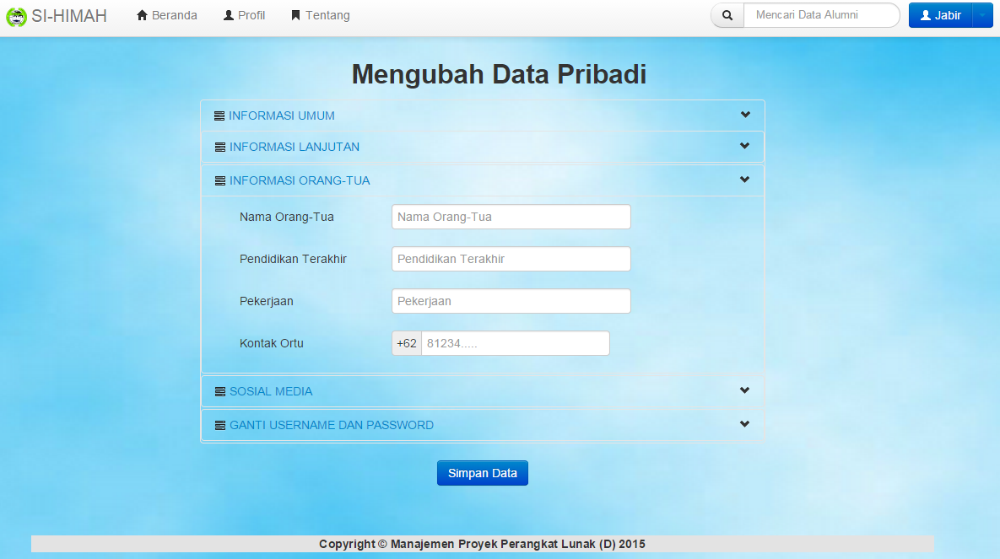 SI-HIMAH Beranda Profil Tentang Mencari Data Alumni Jabir
Mengubah Data Pribadi
INFORMASI UMUM
INFORMASI LANJUTAN
INFORMASI ORANG-TUA
Nama Orang-Tua Nama Orang-Tua
Pendidikan Terakhir Pendidikan Terakhir
Pekerjaan Pekerjaan
Kontak Ortu +62 81234.....
SOSIAL MEDIA
GANTI USERNAME DAN PASSWORD
Simpan Data
Copyright © Manajemen Proyek Perangkat Lunak (D) 2015